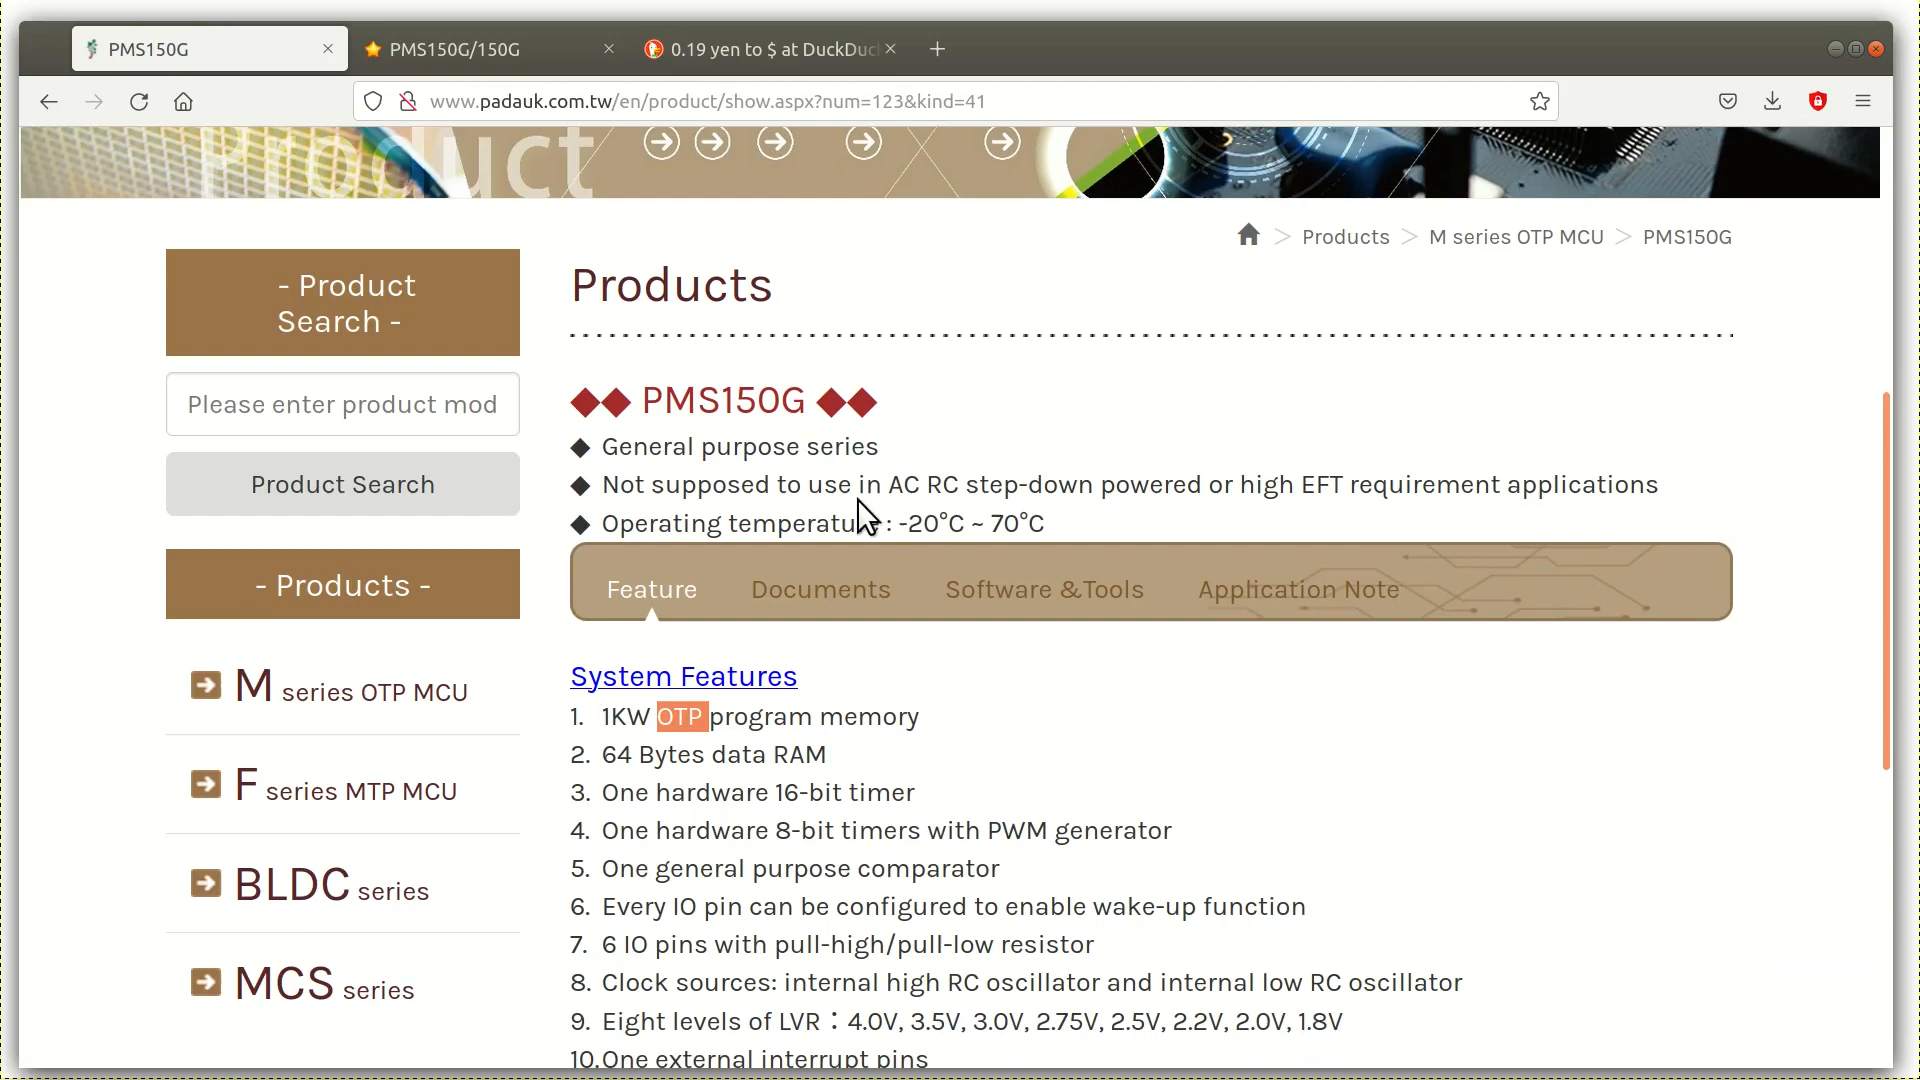 PMS150G
PMS150G/150G
0.19 yen to $ at DuckDuc
www.padauk.com.tw/en/product/show.aspx?num=123&kind=41
Product
Products > M series OTP MCU > PMS150G
- Product
Search -
Please enter product mod
Product Search
- Products -
M series OTP MCU
F series MTP MCU
BLDC series
MCS series
Products
◆◆ PMS150G ◆◆
◆ General purpose series
◆ Not supposed to use in AC RC step-down powered or high EFT requirement applications
◆ Operating temperature : -20°C ~ 70°C
Feature Documents Software &Tools Application Note
System Features
1. 1KW OTP program memory
2. 64 Bytes data RAM
3. One hardware 16-bit timer
4. One hardware 8-bit timers with PWM generator
5. One general purpose comparator
6. Every IO pin can be configured to enable wake-up function
7. 6 IO pins with pull-high/pull-low resistor
8. Clock sources: internal high RC oscillator and internal low RC oscillator
9. Eight levels of LVR：4.0V, 3.5V, 3.0V, 2.75V, 2.5V, 2.2V, 2.0V, 1.8V
10.One external interrupt pins